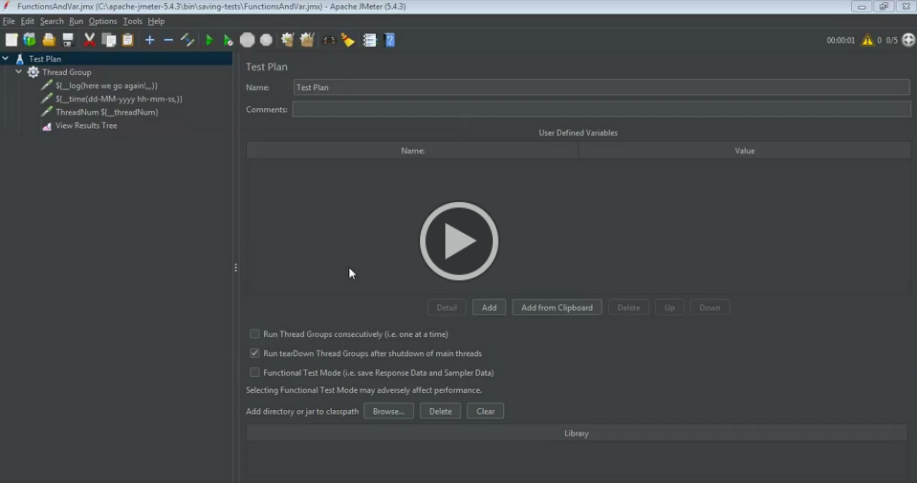 FunctionsAndVar.jmx (C:\apache-jmeter-5.4.3\bin\saving-tests\FunctionsAndVar.jmx) - Apache JMeter (5.4.3)
File Edit Search Run Options Tools Help
00:00:01 0 0/5
Test Plan
Thread Group
${__log(here we go again!,,,)}
${__time(dd-MM-yyyy hh-mm-ss,)}
ThreadNum ${__threadNum}
View Results Tree
Test Plan
Name: Test Plan
Comments:
User Defined Variables
Name: Value
Detail Add Add from Clipboard Delete Up Down
Run Thread Groups consecutively (i.e. one at a time)
Run tearDown Thread Groups after shutdown of main threads
Functional Test Mode (i.e. save Response Data and Sampler Data)
Selecting Functional Test Mode may adversely affect performance.
Add directory or jar to classpath Browse... Delete Clear
Library